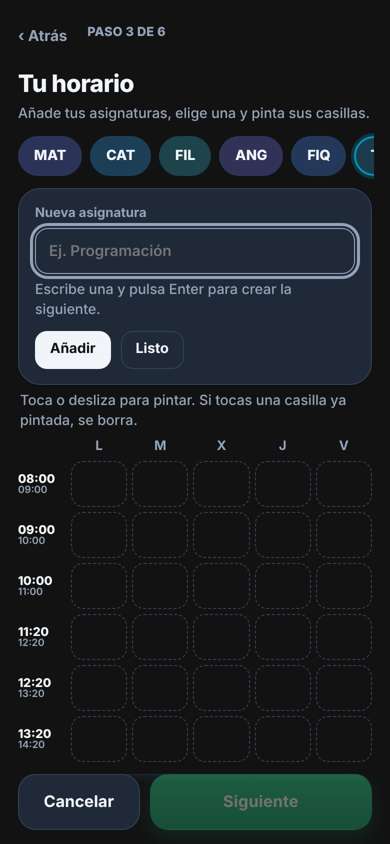 ‹ Atrás PASO 3 DE 6
Tu horario
Añade tus asignaturas, elige una y pinta sus casillas.
MAT CAT FIL ANG FIQ
Nueva asignatura
Ej. Programación
Escribe una y pulsa Enter para crear la
siguiente.
Añadir Listo
Toca o desliza para pintar. Si tocas una casilla ya
pintada, se borra.
L M X J V
08:00
09:00
09:00
10:00
10:00
11:00
11:20
12:20
12:20
13:20
13:20
14:20
Cancelar Siguiente